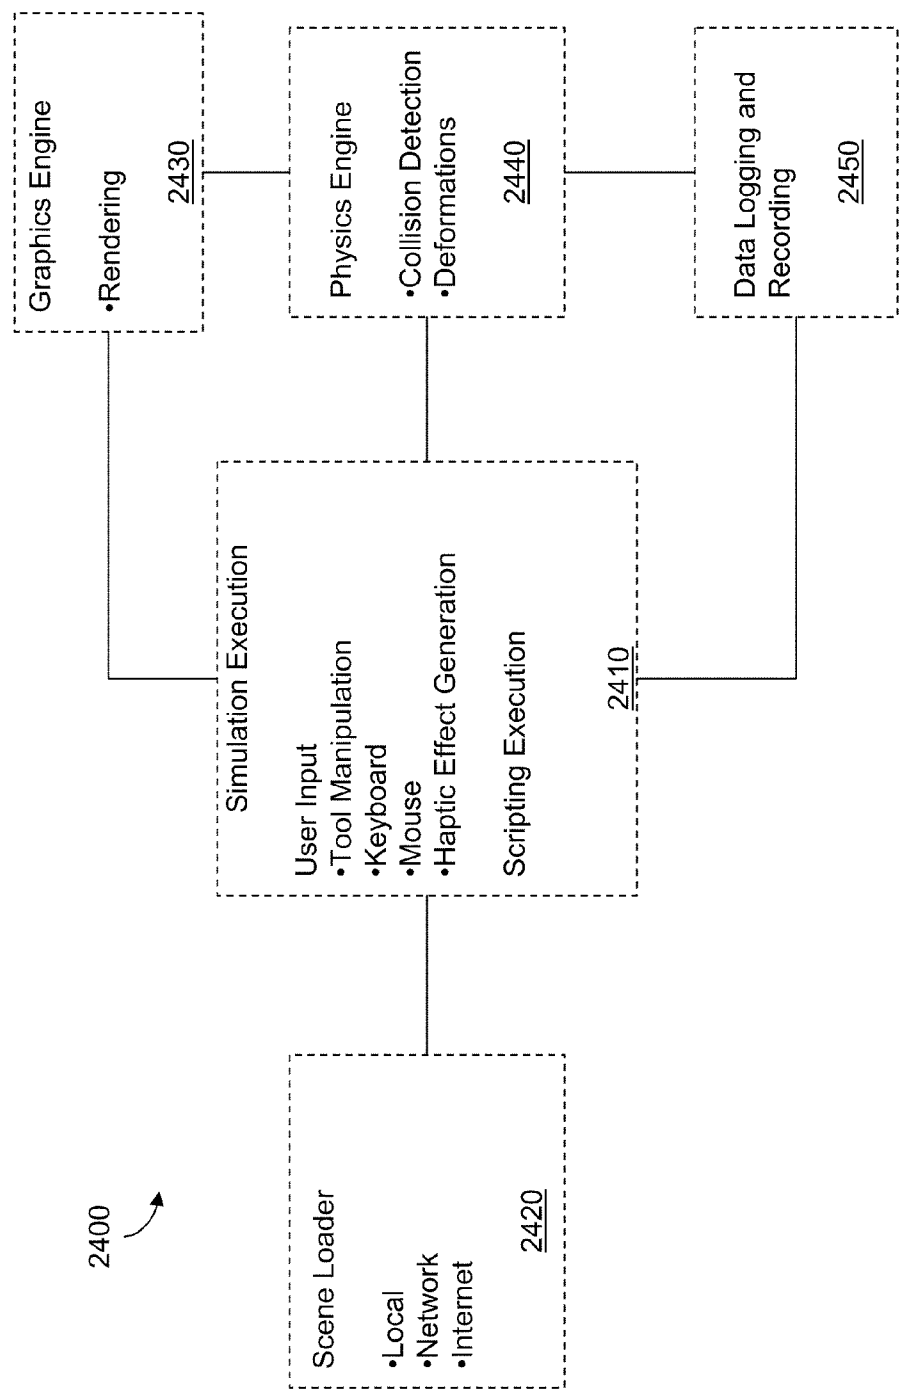 2400
Scene Loader
•Local
•Network
•Internet
2420
Simulation Execution
User Input
•Tool Manipulation
•Keyboard
•Mouse
•Haptic Effect Generation
Scripting Execution
2410
Graphics Engine
•Rendering
2430
Physics Engine
•Collision Detection
•Deformations
2440
Data Logging and
Recording
2450